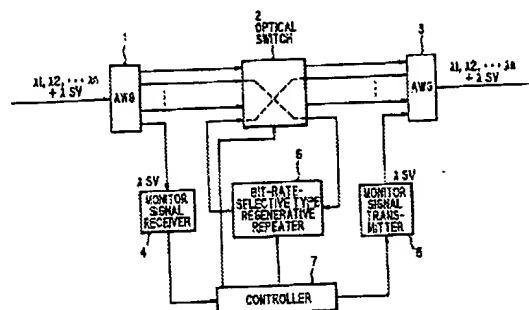 2
OPTICAL
SWITCH
1
3
λ1, λ2, ··· λn
+ λ SV
AWG
AWG
λ1, λ2, ··· λn
+ λ SV
λ SV
MONITOR
SIGNAL
RECEIVER
4
6
BIT-RATE-
SELECTIVE TYPE
REGENERATIVE
REPEATER
λ SV
MONITOR
SIGNAL
TRANS-
MITTER
5
7
CONTROLLER